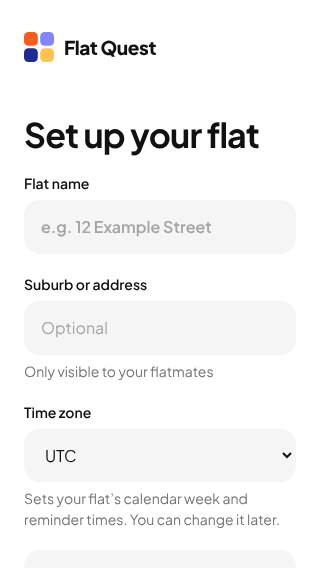 Flat Quest
Set up your flat
Flat name
e.g. 12 Example Street
Suburb or address
Optional
Only visible to your flatmates
Time zone
UTC
Sets your flat's calendar week and
reminder times. You can change it later.